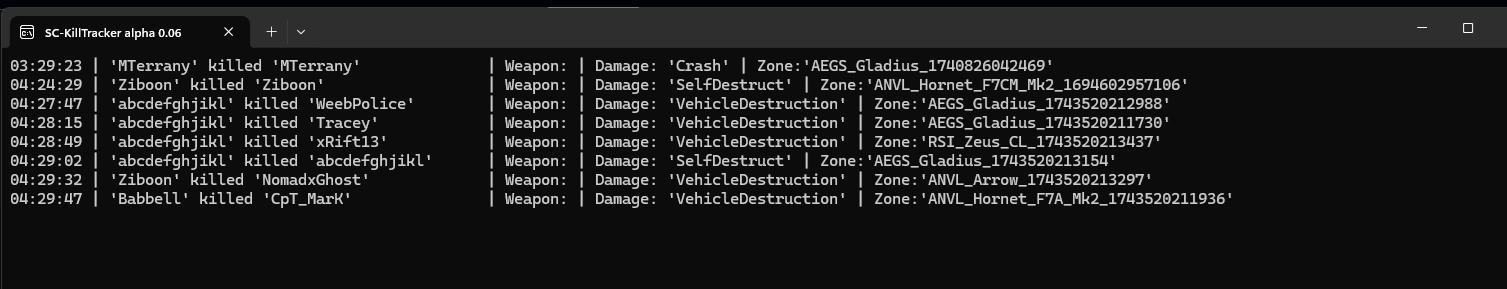 SC-KillTracker alpha 0.06
03:29:23 | 'MTerrany' killed 'MTerrany' | Weapon: | Damage: 'Crash' | Zone:'AEGS_Gladius_1740826042469'
04:24:29 | 'Ziboon' killed 'Ziboon' | Weapon: | Damage: 'SelfDestruct' | Zone:'ANVL_Hornet_F7CM_Mk2_1694602957106'
04:27:47 | 'abcdefghjikl' killed 'WeebPolice' | Weapon: | Damage: 'VehicleDestruction' | Zone:'AEGS_Gladius_1743520212988'
04:28:15 | 'abcdefghjikl' killed 'Tracey' | Weapon: | Damage: 'VehicleDestruction' | Zone:'AEGS_Gladius_1743520211730'
04:28:49 | 'abcdefghjikl' killed 'xRift13' | Weapon: | Damage: 'VehicleDestruction' | Zone:'RSI_Zeus_CL_1743520213437'
04:29:02 | 'abcdefghjikl' killed 'abcdefghjikl' | Weapon: | Damage: 'SelfDestruct' | Zone:'AEGS_Gladius_1743520213154'
04:29:32 | 'Ziboon' killed 'NomadxGhost' | Weapon: | Damage: 'VehicleDestruction' | Zone:'ANVL_Arrow_1743520213297'
04:29:47 | 'Babbell' killed 'CpT_MarK' | Weapon: | Damage: 'VehicleDestruction' | Zone:'ANVL_Hornet_F7A_Mk2_1743520211936'